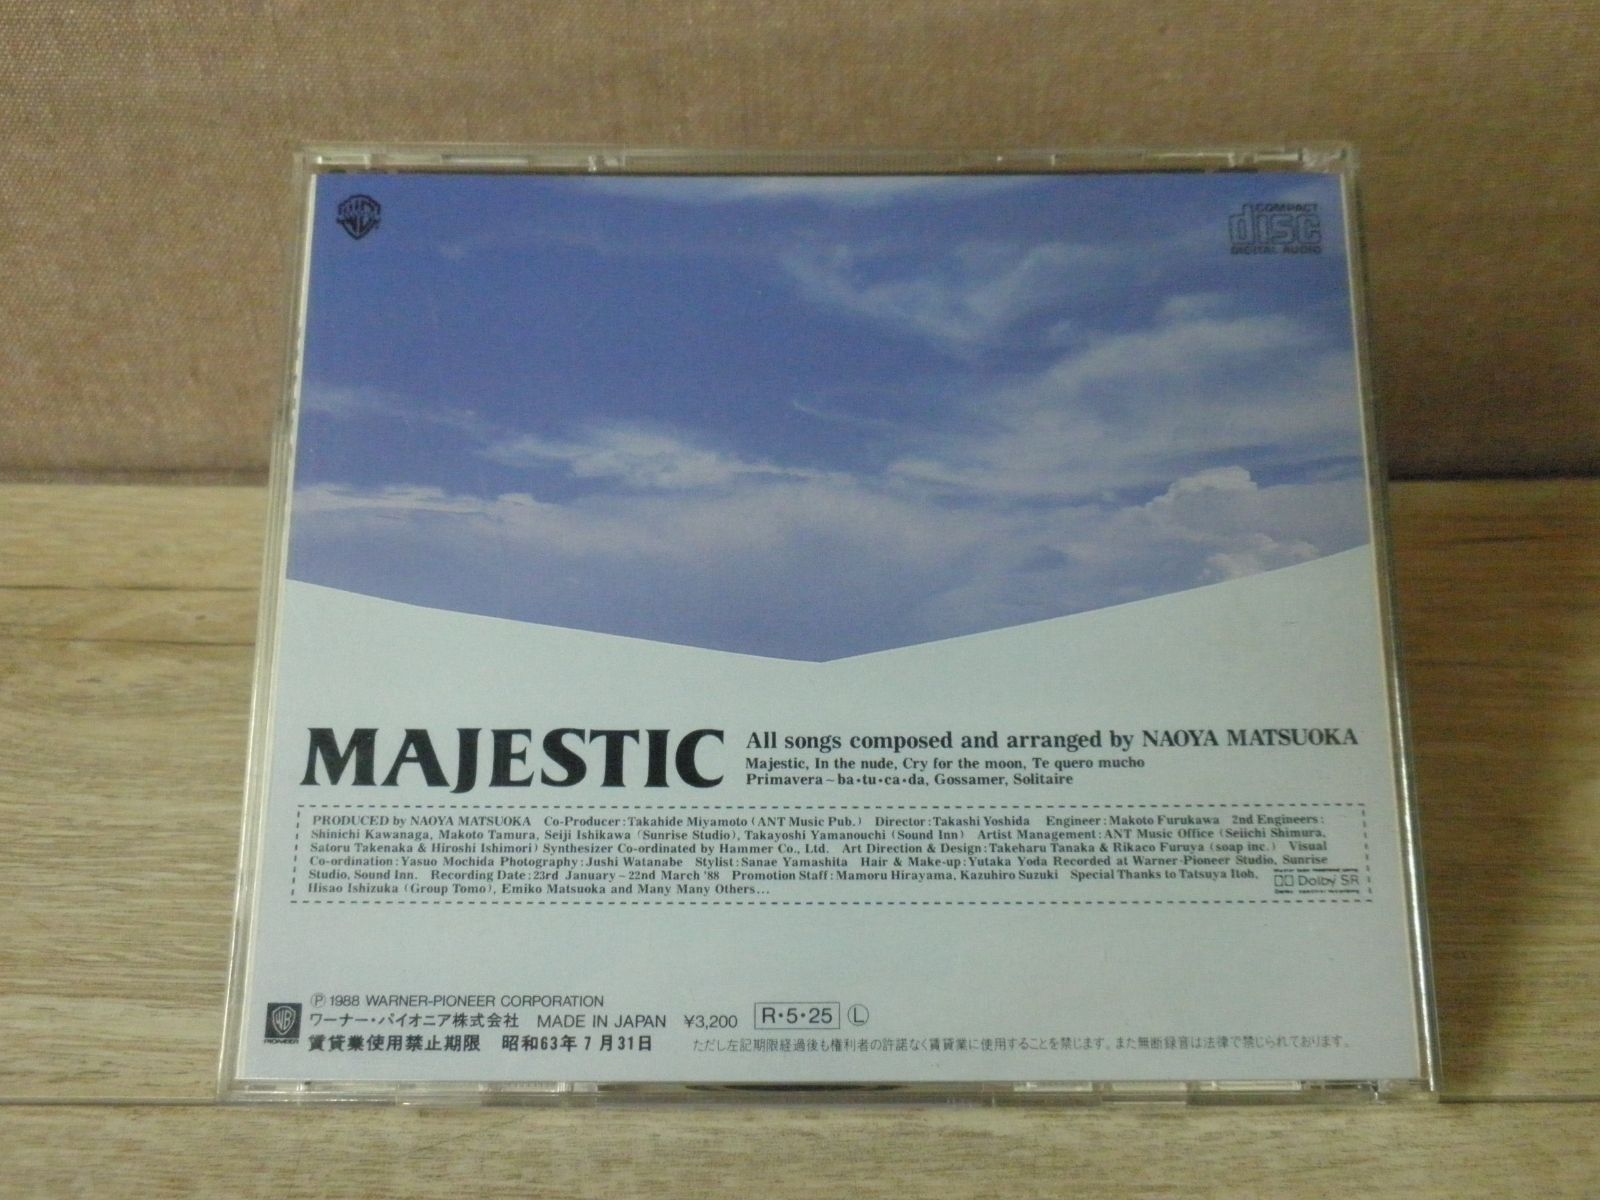 COMPACT
disc
DIGITAL AUDIO
MAJESTIC
All songs composed and arranged by NAOYA MATSUOKA
Majestic, In the nude, Cry for the moon, Te quero mucho
Primavera~ba・tu・ca・da, Gossamer, Solitaire
PRODUCED by NAOYA MATSUOKA Co-Producer:Takahide Miyamoto (ANT Music Pub.) Director:Takashi Yoshida Engineer:Makoto Furukawa 2nd Engineers:
Shinichi Kawanaga, Makoto Tamura, Seiji Ishikawa (Sunrise Studio), Takayoshi Yamanouchi (Sound Inn) Artist Management:ANT Music Office (Seiichi Shimura,
Satoru Takenaka & Hiroshi Ishimori) Synthesizer Co-ordinated by Hammer Co., Ltd. Art Direction & Design:Takeharu Tanaka & Rikaco Furuya (soap inc.) Visual
Co-ordination:Yasuo Mochida Photography:Jushi Watanabe Stylist:Sanae Yamashita Hair & Make-up:Yutaka Yoda Recorded at Warner-Pioneer Studio, Sunrise
Studio, Sound Inn. Recording Date:23rd January~22nd March '88 Promotion Staff:Mamoru Hirayama, Kazuhiro Suzuki Special Thanks to Tatsuya Itoh,
Hisao Ishizuka (Group Tomo), Emiko Matsuoka and Many Many Others...
Dolby SR
Ⓟ 1988 WARNER-PIONEER CORPORATION
ワーナー・パイオニア株式会社 MADE IN JAPAN ¥3,200 R・5・25 Ⓛ
PIONEER
賃貸業使用禁止期限 昭和63年7月31日 ただし左記期限経過後も権利者の許諾なく賃貸業に使用することを禁じます。また無断録音は法律で禁じられております。